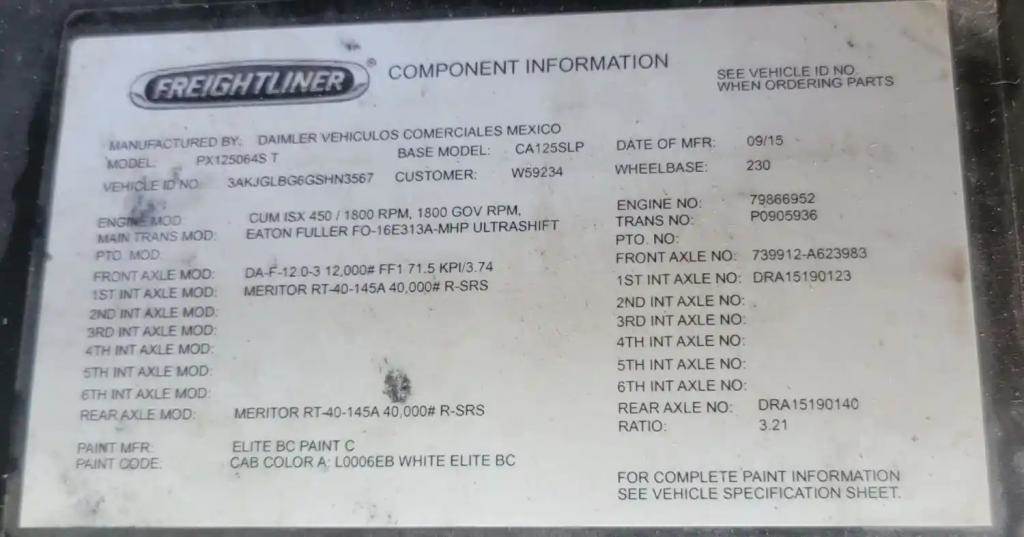 FREIGHTLINER® COMPONENT INFORMATION
SEE VEHICLE ID NO.
WHEN ORDERING PARTS
MANUFACTURED BY: DAIMLER VEHICULOS COMERCIALES MEXICO DATE OF MFR: 09/15
MODEL: PX125064S T BASE MODEL: CA125SLP
VEHICLE ID NO 3AKJGLBG6GSHN3567 CUSTOMER: W59234 WHEELBASE: 230
ENGINE MOD: CUM ISX 450 / 1800 RPM, 1800 GOV RPM, ENGINE NO: 79866952
MAIN TRANS MOD: EATON FULLER FO-16E313A-MHP ULTRASHIFT TRANS NO: P0905936
PTO. MOD PTO. NO:
FRONT AXLE MOD: DA-F-12.0-3 12,000# FF1 71.5 KPI/3.74 FRONT AXLE NO: 739912-A623983
1ST INT AXLE MOD: MERITOR RT-40-145A 40,000# R-SRS 1ST INT AXLE NO: DRA15190123
2ND INT AXLE MOD: 2ND INT AXLE NO:
3RD INT AXLE MOD: 3RD INT AXLE NO:
4TH INT AXLE MOD: 4TH INT AXLE NO:
5TH INT AXLE MOD: 5TH INT AXLE NO:
6TH INT AXLE MOD: 6TH INT AXLE NO:
REAR AXLE MOD: MERITOR RT-40-145A 40,000# R-SRS REAR AXLE NO: DRA15190140
RATIO: 3.21
PAINT MFR: ELITE BC PAINT C
PAINT CODE: CAB COLOR A: L0006EB WHITE ELITE BC
FOR COMPLETE PAINT INFORMATION
SEE VEHICLE SPECIFICATION SHEET.